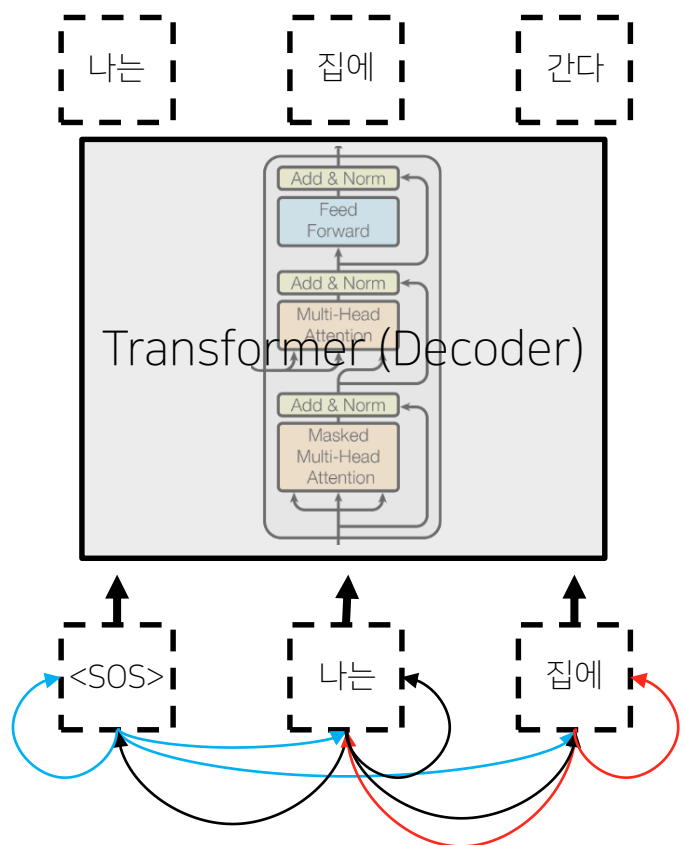 나는
집에
간다
Add & Norm
Feed
Forward
Add & Norm
Multi-Head
Attention
Transformer (Decoder)
Add & Norm
Masked
Multi-Head
Attention
<SOS>
나는
집에